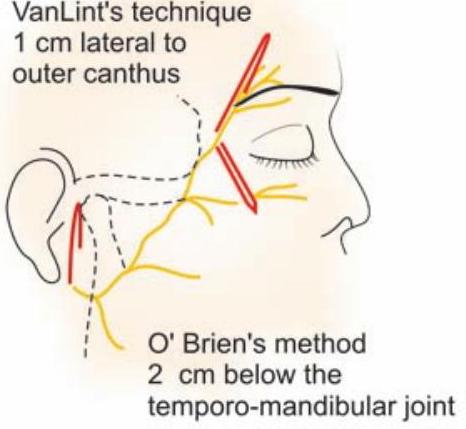 VanLint's technique
1 cm lateral to
outer canthus
O' Brien's method
2 cm below the
temporo-mandibular joint